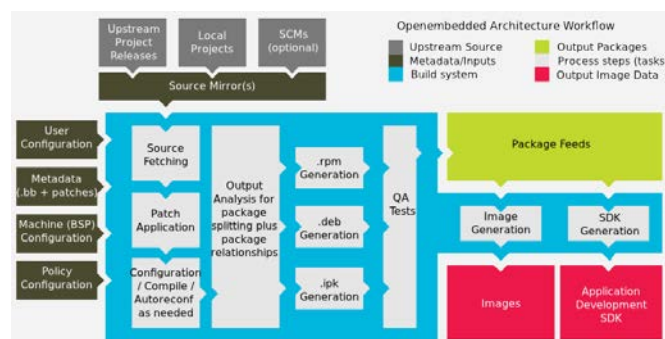 Openembedded Architecture Workflow
Upstream Source
Metadata/Inputs
Build system
Output Packages
Process steps (tasks
Output Image Data
Upstream
Project
Releases
Local
Projects
SCMs
(optional)
Source Mirror(s)
User
Configuration
Metadata
(.bb + patches)
Machine (BSP)
Configuration
Policy
Configuration
Source
Fetching
Patch
Application
Configuration
/ Compile /
Autoreconf
as needed
Output
Analysis for
package
splitting plus
package
relationships
.rpm
Generation
.deb
Generation
.ipk
Generation
QA
Tests
Package Feeds
Image
Generation
SDK
Generation
Images
Application
Development
SDK